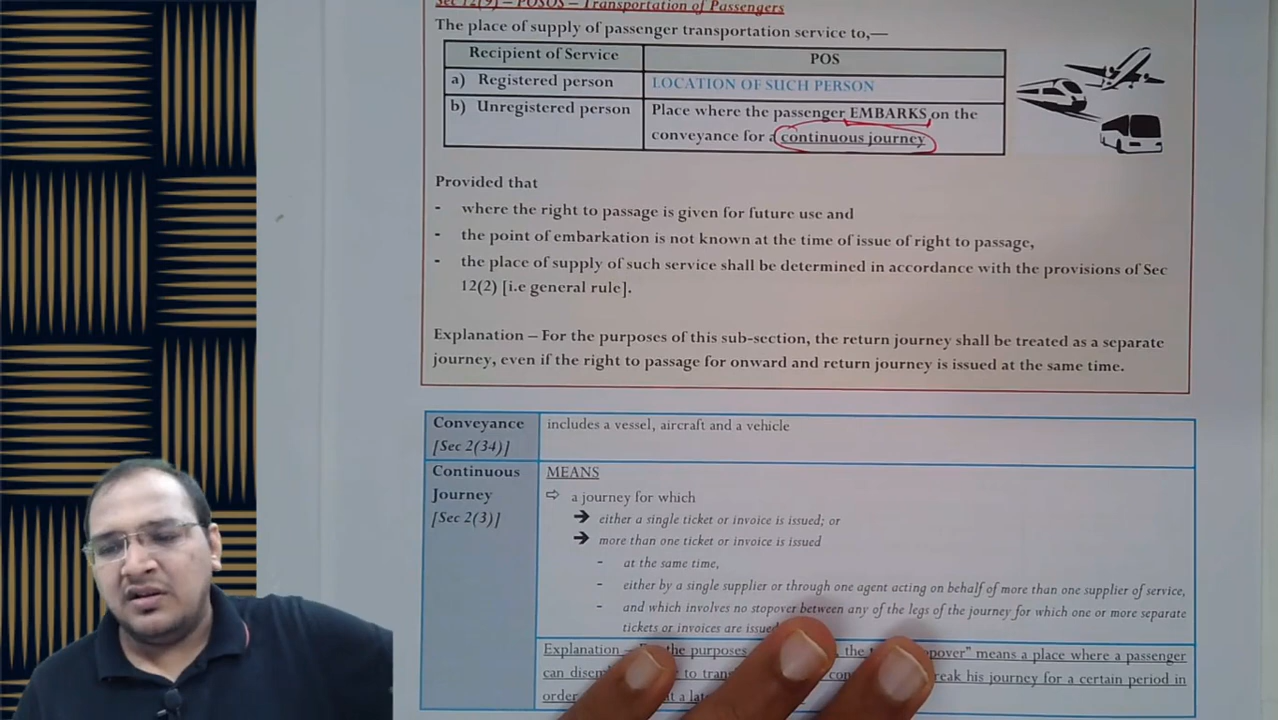 Sec 12(9) – POSOS – Transportation of Passengers
The place of supply of passenger transportation service to,—
Recipient of Service POS
a) Registered person LOCATION OF SUCH PERSON
b) Unregistered person Place where the passenger EMBARKS on the
conveyance for a continuous journey
Provided that
- where the right to passage is given for future use and
- the point of embarkation is not known at the time of issue of right to passage,
- the place of supply of such service shall be determined in accordance with the provisions of Sec
12(2) [i.e general rule].
Explanation – For the purposes of this sub-section, the return journey shall be treated as a separate
journey, even if the right to passage for onward and return journey is issued at the same time.
Conveyance includes a vessel, aircraft and a vehicle
[Sec 2(34)]
Continuous MEANS
Journey ⇨ a journey for which
[Sec 2(3)] ➔ either a single ticket or invoice is issued; or
➔ more than one ticket or invoice is issued
- at the same time,
- either by a single supplier or through one agent acting on behalf of more than one supplier of service,
- and which involves no stopover between any of the legs of the journey for which one or more separate
tickets or invoices are issued
Explanation – the purposes the means a place where a passenger
can to his journey for a certain period in
order at a